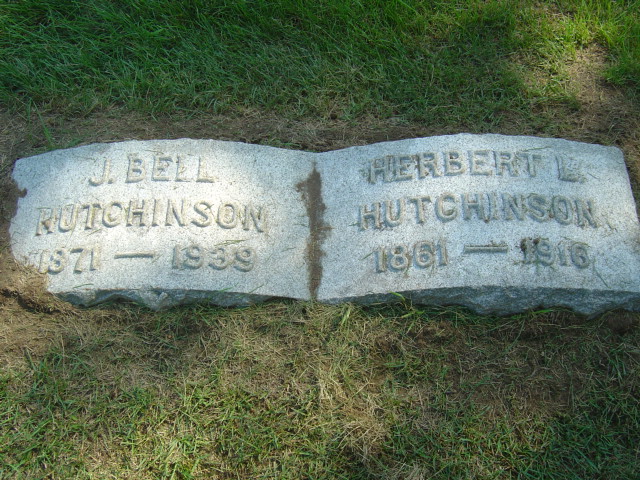 J. BELL
HUTCHINSON
1871 — 1939
HERBERT L.
HUTCHINSON
1861 — 1916